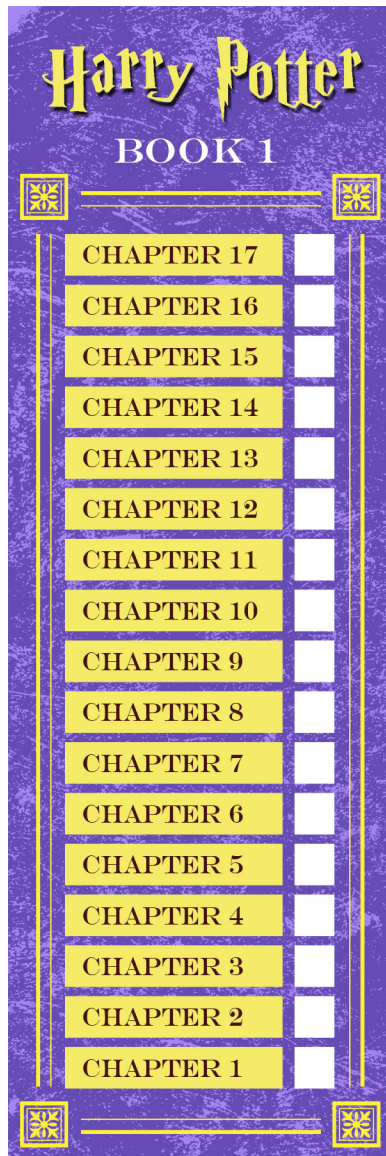 Harry Potter
BOOK 1
CHAPTER 17
CHAPTER 16
CHAPTER 15
CHAPTER 14
CHAPTER 13
CHAPTER 12
CHAPTER 11
CHAPTER 10
CHAPTER 9
CHAPTER 8
CHAPTER 7
CHAPTER 6
CHAPTER 5
CHAPTER 4
CHAPTER 3
CHAPTER 2
CHAPTER 1